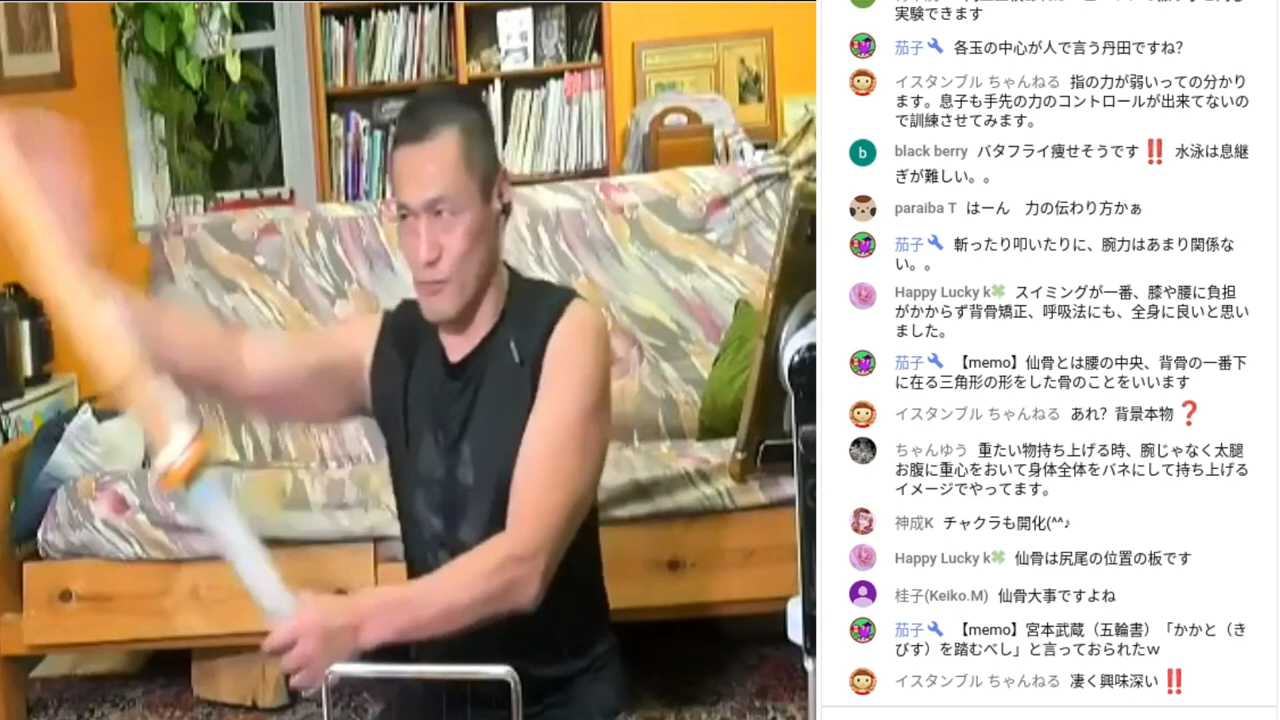 実験できます
茄子 各玉の中心が人で言う丹田ですね?
イスタンブル ちゃんねる 指の力が弱いっての分かり
ます。息子も手先の力のコントロールが出来てないの
で訓練させてみます。
b black berry バタフライ痩せそうです‼️ 水泳は息継
ぎが難しい。。
paraiba T はーん 力の伝わり方かぁ
茄子 斬ったり叩いたりに、腕力はあまり関係な
い。。
Happy Lucky k🍀 スイミングが一番、膝や腰に負担
がかからず背骨矯正、呼吸法にも、全身に良いと思い
ました。
茄子 【memo】仙骨とは腰の中央、背骨の一番下
に在る三角形の形をした骨のことをいいます
イスタンブル ちゃんねる あれ? 背景本物❓
ちゃんゆう 重たい物持ち上げる時、腕じゃなく太腿
お腹に重心をおいて身体全体をバネにして持ち上げる
イメージでやってます。
神成K チャクラも開化(^^♪
Happy Lucky k🍀 仙骨は尻尾の位置の板です
桂子(Keiko.M) 仙骨大事ですよね
茄子 【memo】宮本武蔵（五輪書）「かかと（き
びす）を踏むべし」と言っておられたw
イスタンブル ちゃんねる 凄く興味深い‼️